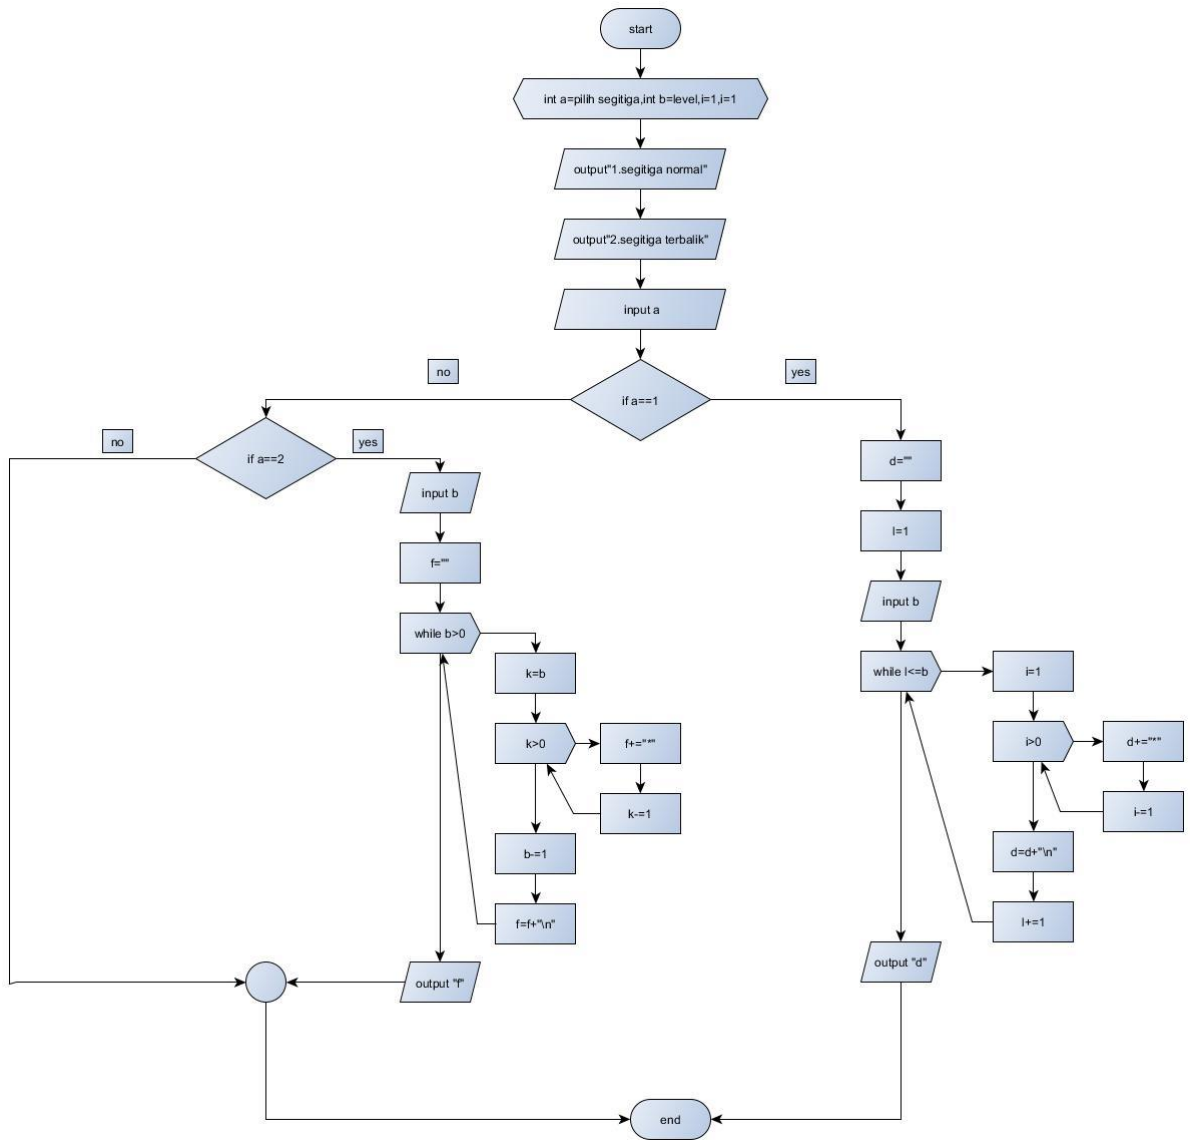 start
int a=pilih segitiga,int b=level,i=1,i=1
output"1.segitiga normal"
output"2.segitiga terbalik"
input a
no
yes
if a==1
no
yes
if a==2
input b
f=""
while b>0
k=b
k>0
f+="*"
k-=1
b-=1
f=f+"\n"
output "f"
d=""
l=1
input b
while l<=b
i=1
i>0
d+="*"
i-=1
d=d+"\n"
l+=1
output "d"
end